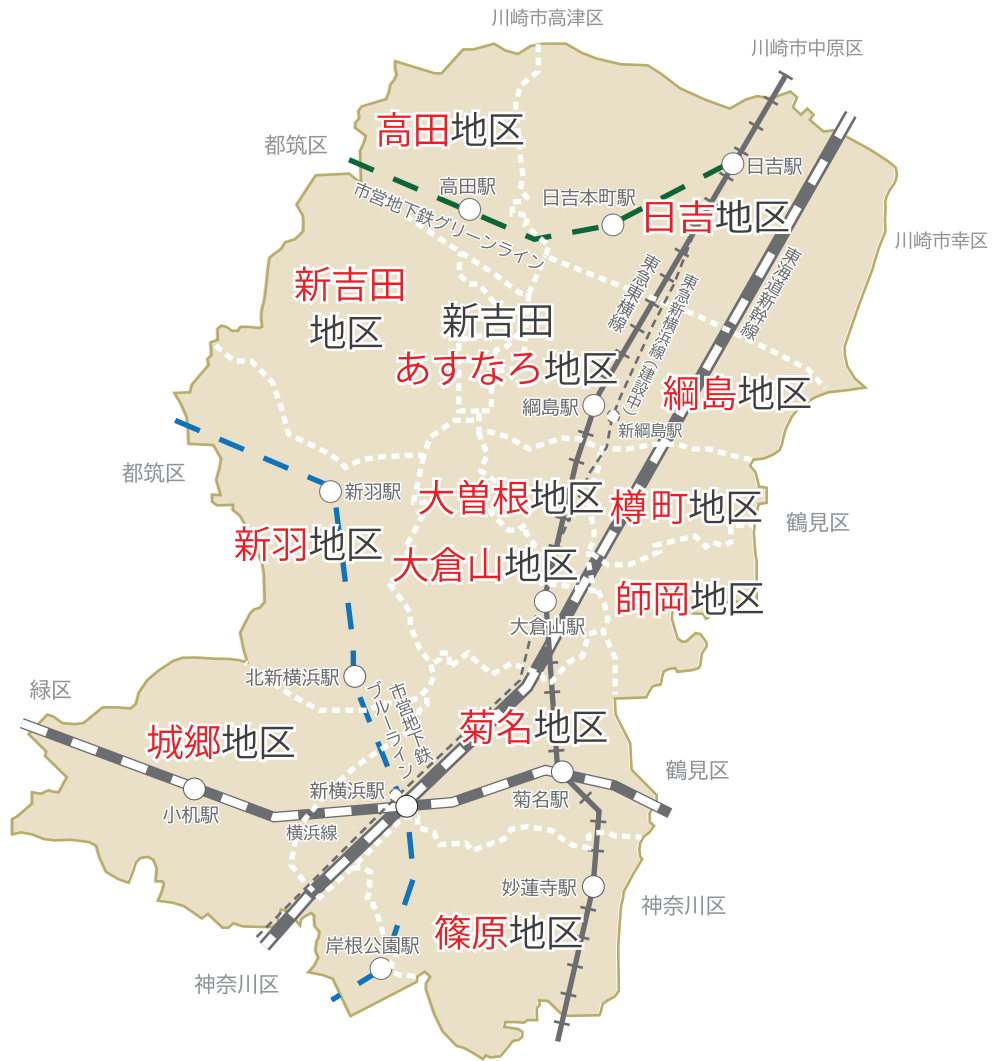 川崎市高津区
川崎市中原区
高田地区
都筑区
日吉駅
高田駅
日吉本町駅
市営地下鉄グリーンライン
日吉地区
川崎市幸区
東急東横線
東急新横浜線(建設中)
東海道新幹線
新吉田
地区
新吉田
あすなろ地区
綱島地区
綱島駅
新綱島駅
都筑区
新羽駅
大曽根地区
樽町地区
鶴見区
新羽地区
大倉山地区
師岡地区
大倉山駅
北新横浜駅
緑区
市営地下鉄
ブルーライン
菊名地区
城郷地区
鶴見区
新横浜駅
菊名駅
小机駅
横浜線
妙蓮寺駅
神奈川区
篠原地区
岸根公園駅
神奈川区